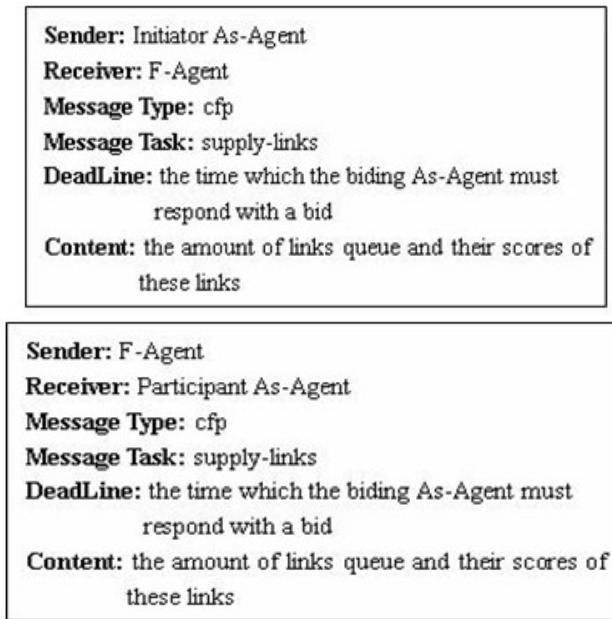 Sender: Initiator As-Agent
Receiver: F-Agent
Message Type: cfp
Message Task: supply-links
DeadLine: the time which the biding As-Agent must
respond with a bid
Content: the amount of links queue and their scores of
these links
Sender: F-Agent
Receiver: Participant As-Agent
Message Type: cfp
Message Task: supply-links
DeadLine: the time which the biding As-Agent must
respond with a bid
Content: the amount of links queue and their scores of
these links